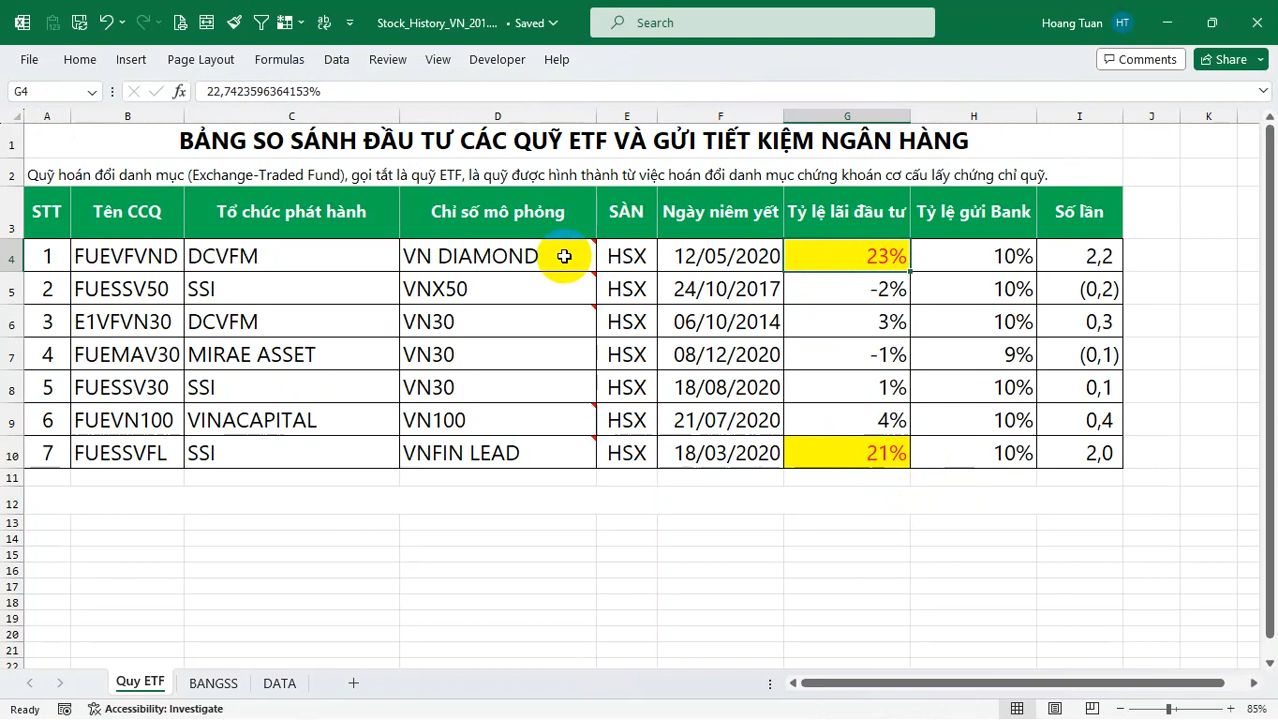 Stock_History_VN_201.... • Saved
Search
Hoang Tuan HT
File Home Insert Page Layout Formulas Data Review View Developer Help Comments Share
G4 fx 22,7423596364153%
A B C D E F G H I J K
1 BẢNG SO SÁNH ĐẦU TƯ CÁC QUỸ ETF VÀ GỬI TIẾT KIỆM NGÂN HÀNG
2 Quỹ hoán đổi danh mục (Exchange-Traded Fund), gọi tắt là quỹ ETF, là quỹ được hình thành từ việc hoán đổi danh mục chứng khoán cơ cấu lấy chứng chỉ quỹ.
3 STT Tên CCQ Tổ chức phát hành Chỉ số mô phỏng SÀN Ngày niêm yết Tỷ lệ lãi đầu tư Tỷ lệ gửi Bank Số lần
4 1 FUEVFVND DCVFM VN DIAMOND HSX 12/05/2020 23% 10% 2,2
5 2 FUESSV50 SSI VNX50 HSX 24/10/2017 -2% 10% (0,2)
6 3 E1VFVN30 DCVFM VN30 HSX 06/10/2014 3% 10% 0,3
7 4 FUEMAV30 MIRAE ASSET VN30 HSX 08/12/2020 -1% 9% (0,1)
8 5 FUESSV30 SSI VN30 HSX 18/08/2020 1% 10% 0,1
9 6 FUEVN100 VINACAPITAL VN100 HSX 21/07/2020 4% 10% 0,4
10 7 FUESSVFL SSI VNFIN LEAD HSX 18/03/2020 21% 10% 2,0
11
12
13
14
15
16
17
18
19
20
21
22
Quy ETF BANGSS DATA
Ready Accessibility: Investigate 85%